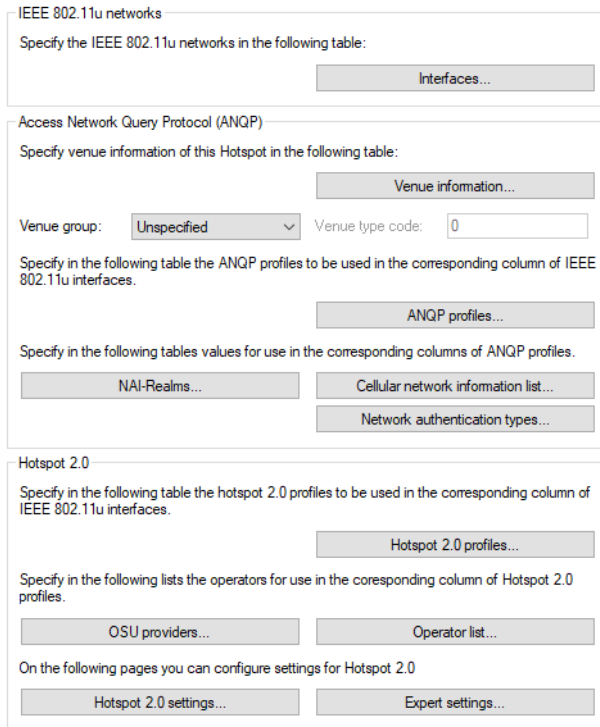 IEEE 802.11u networks
Specify the IEEE 802.11u networks in the following table:
Interfaces...
Access Network Query Protocol (ANQP)
Specify venue information of this Hotspot in the following table:
Venue information...
Venue group: Unspecified Venue type code: 0
Specify in the following table the ANQP profiles to be used in the corresponding column of IEEE
802.11u interfaces.
ANQP profiles...
Specify in the following tables values for use in the corresponding columns of ANQP profiles.
NAI-Realms... Cellular network information list...
Network authentication types...
Hotspot 2.0
Specify in the following table the hotspot 2.0 profiles to be used in the corresponding column of
IEEE 802.11u interfaces.
Hotspot 2.0 profiles...
Specify in the following lists the operators for use in the coresponding column of Hotspot 2.0
profiles.
OSU providers... Operator list...
On the following pages you can configure settings for Hotspot 2.0
Hotspot 2.0 settings... Expert settings...